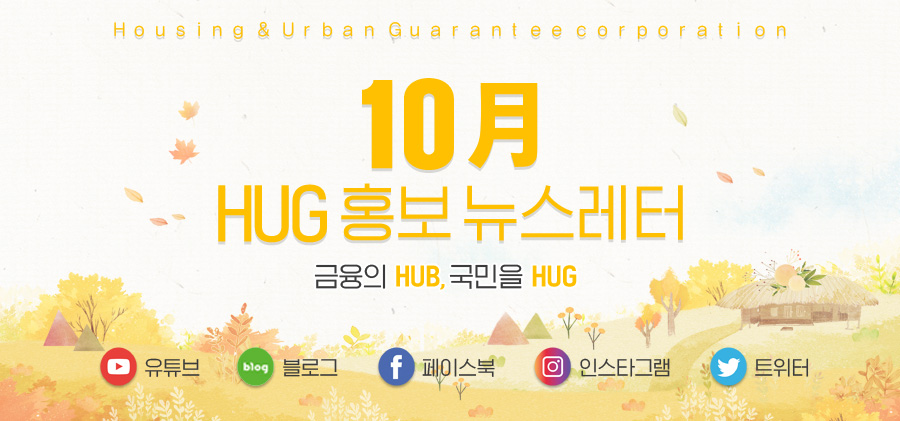 Housing & Urban Guarantee corporation
10月
HUG 홍보 뉴스레터
금융의 HUB, 국민을 HUG
유튜브 blog 블로그 페이스북 인스타그램 트위터